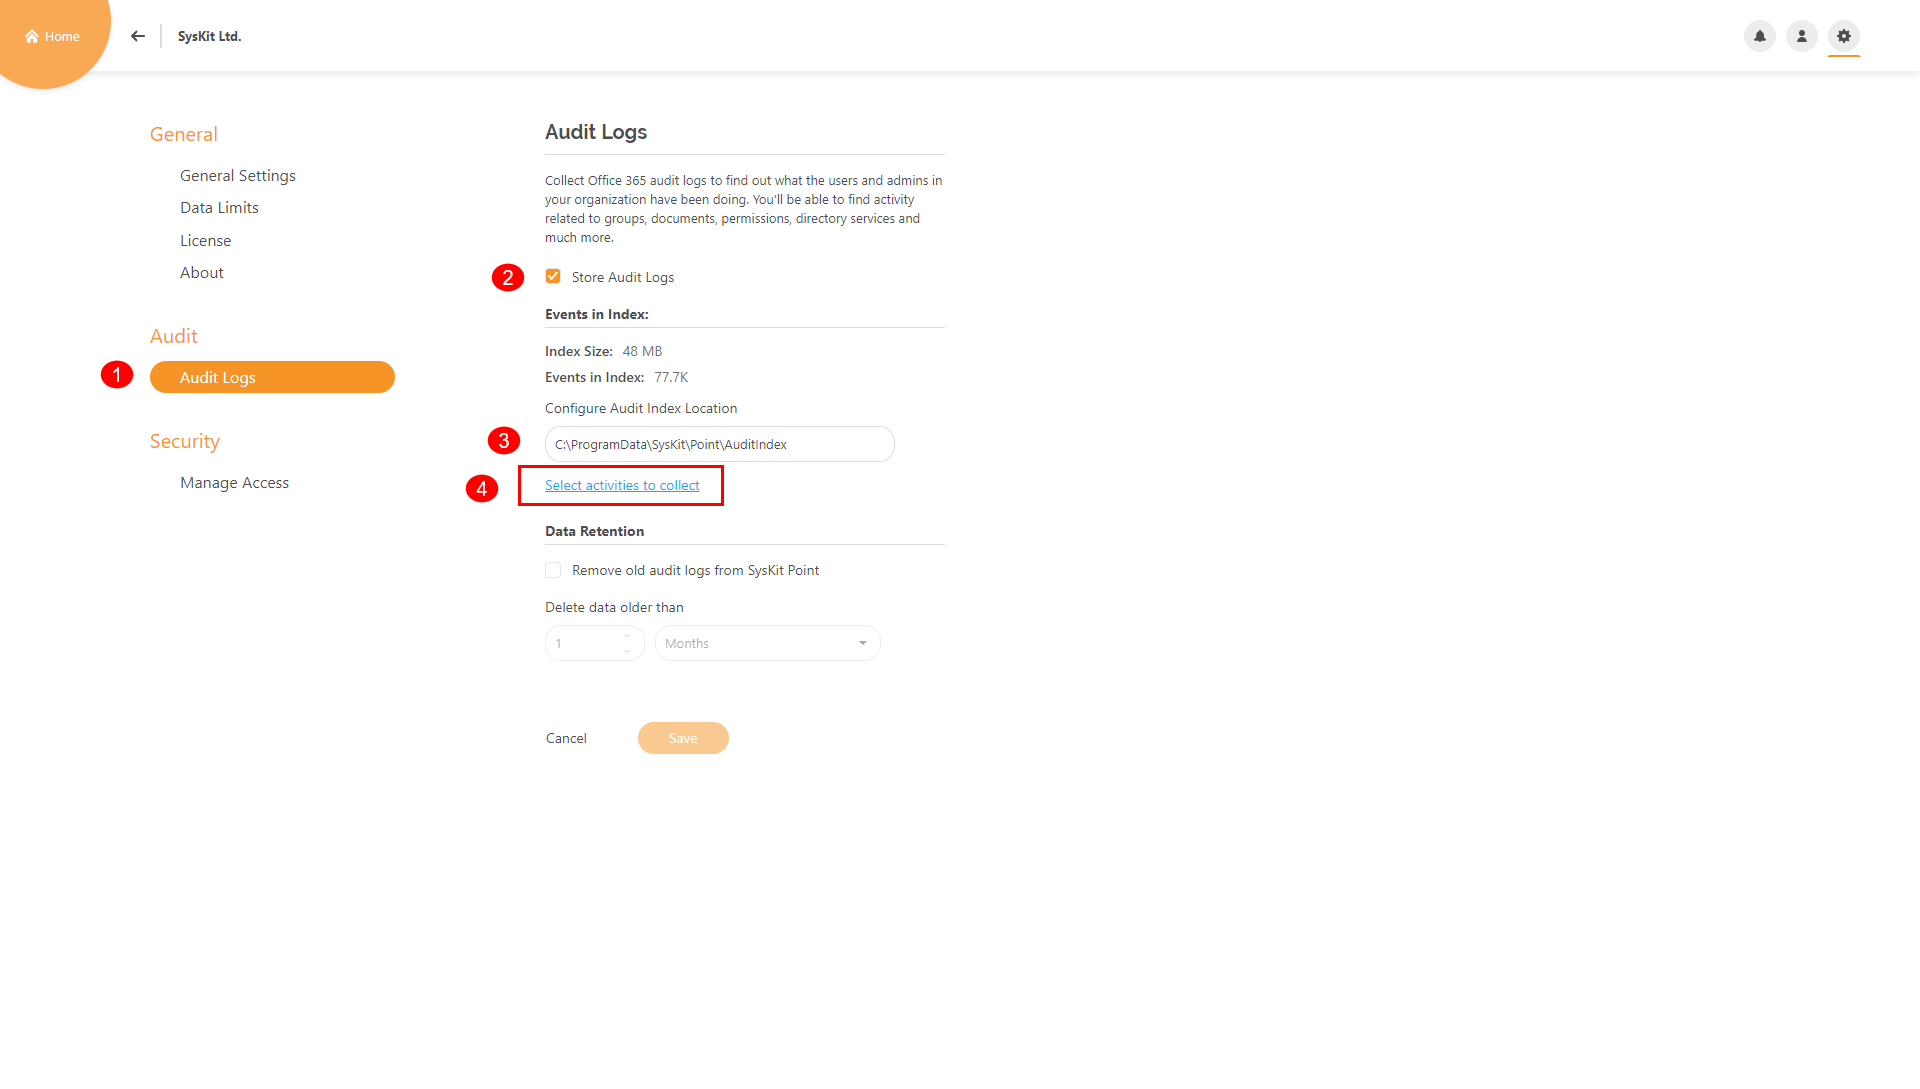 Home
SysKit Ltd.
General
General Settings
Data Limits
License
About
Audit
1
Audit Logs
Security
Manage Access
Audit Logs
Collect Office 365 audit logs to find out what the users and admins in
your organization have been doing. You'll be able to find activity
related to groups, documents, permissions, directory services and
much more.
2
Store Audit Logs
Events in Index:
Index Size: 48 MB
Events in Index: 77.7K
Configure Audit Index Location
3
C:\ProgramData\SysKit\Point\AuditIndex
4
Select activities to collect
Data Retention
Remove old audit logs from SysKit Point
Delete data older than
1 Months
Cancel Save